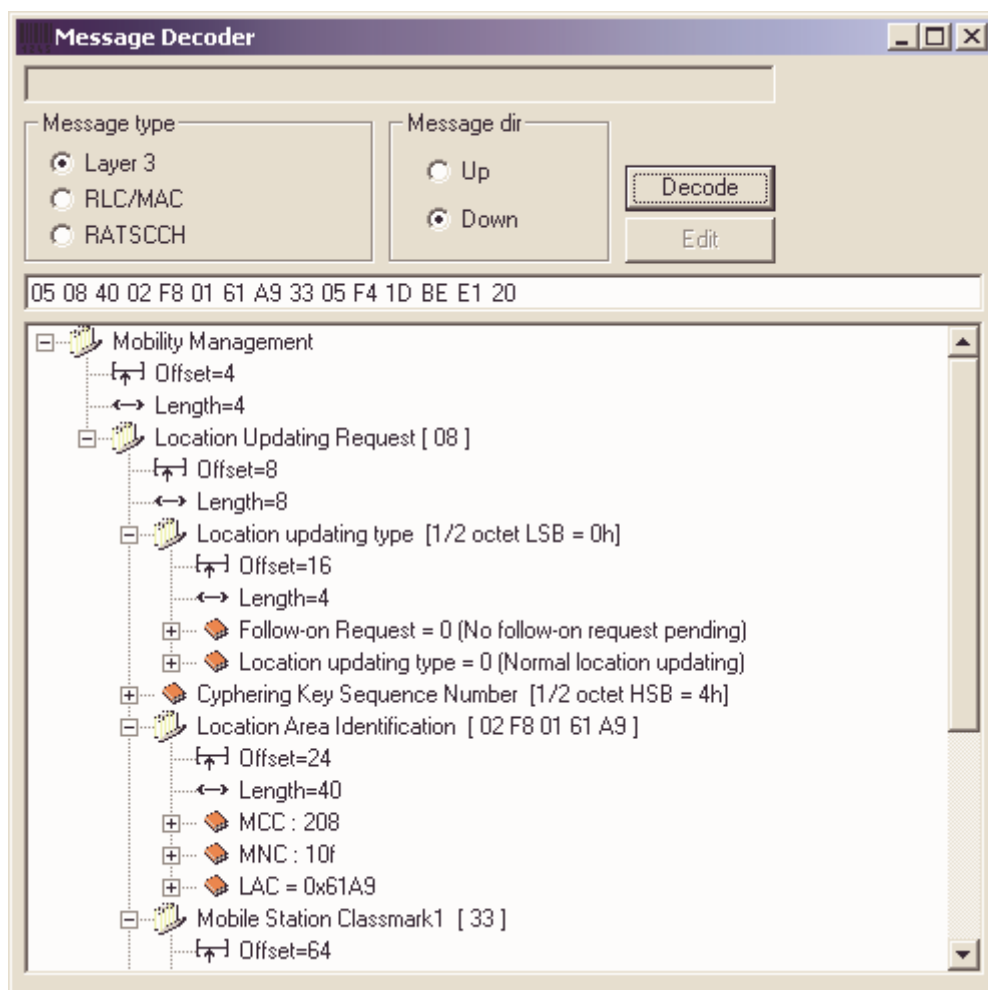 Message Decoder
Message type
Layer 3
RLC/MAC
RATSCCH
Message dir
Up
Down
Decode
Edit
05 08 40 02 F8 01 61 A9 33 05 F4 1D BE E1 20
Mobility Management
Offset=4
Length=4
Location Updating Request [ 08 ]
Offset=8
Length=8
Location updating type [1/2 octet LSB = 0h]
Offset=16
Length=4
Follow-on Request = 0 (No follow-on request pending)
Location updating type = 0 (Normal location updating)
Cyphering Key Sequence Number [1/2 octet HSB = 4h]
Location Area Identification [ 02 F8 01 61 A9 ]
Offset=24
Length=40
MCC : 208
MNC : 10f
LAC = 0x61A9
Mobile Station Classmark1 [ 33 ]
Offset=64